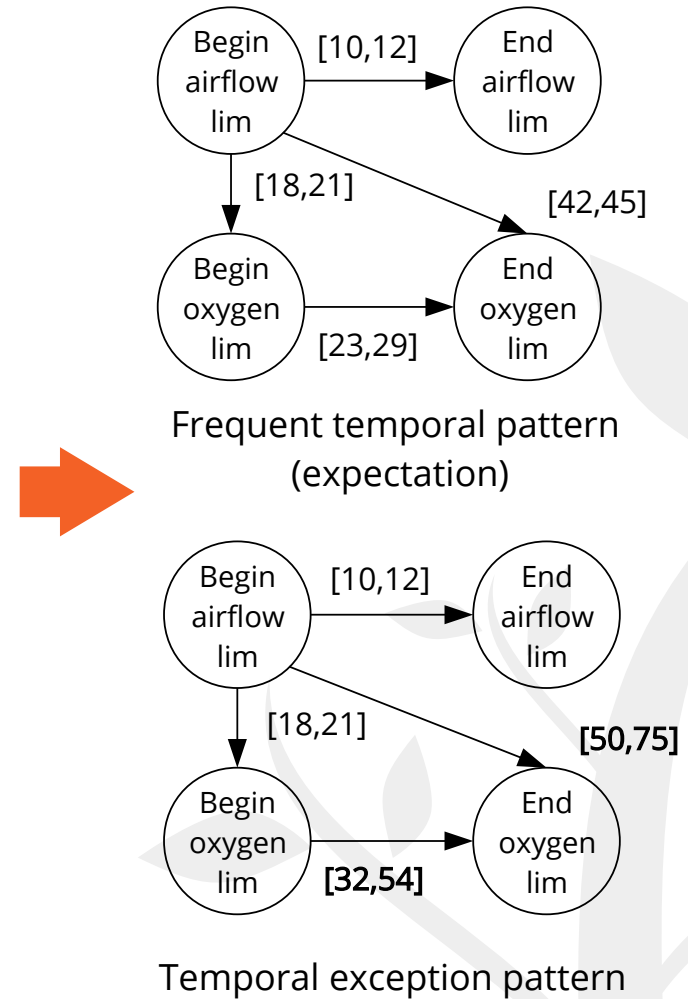 Begin
airflow
lim
[10,12]
End
airflow
lim
[18,21]
[42,45]
Begin
oxygen
lim
[23,29]
End
oxygen
lim
Frequent temporal pattern
(expectation)
Begin
airflow
lim
[10,12]
End
airflow
lim
[18,21]
[50,75]
Begin
oxygen
lim
[32,54]
End
oxygen
lim
Temporal exception pattern